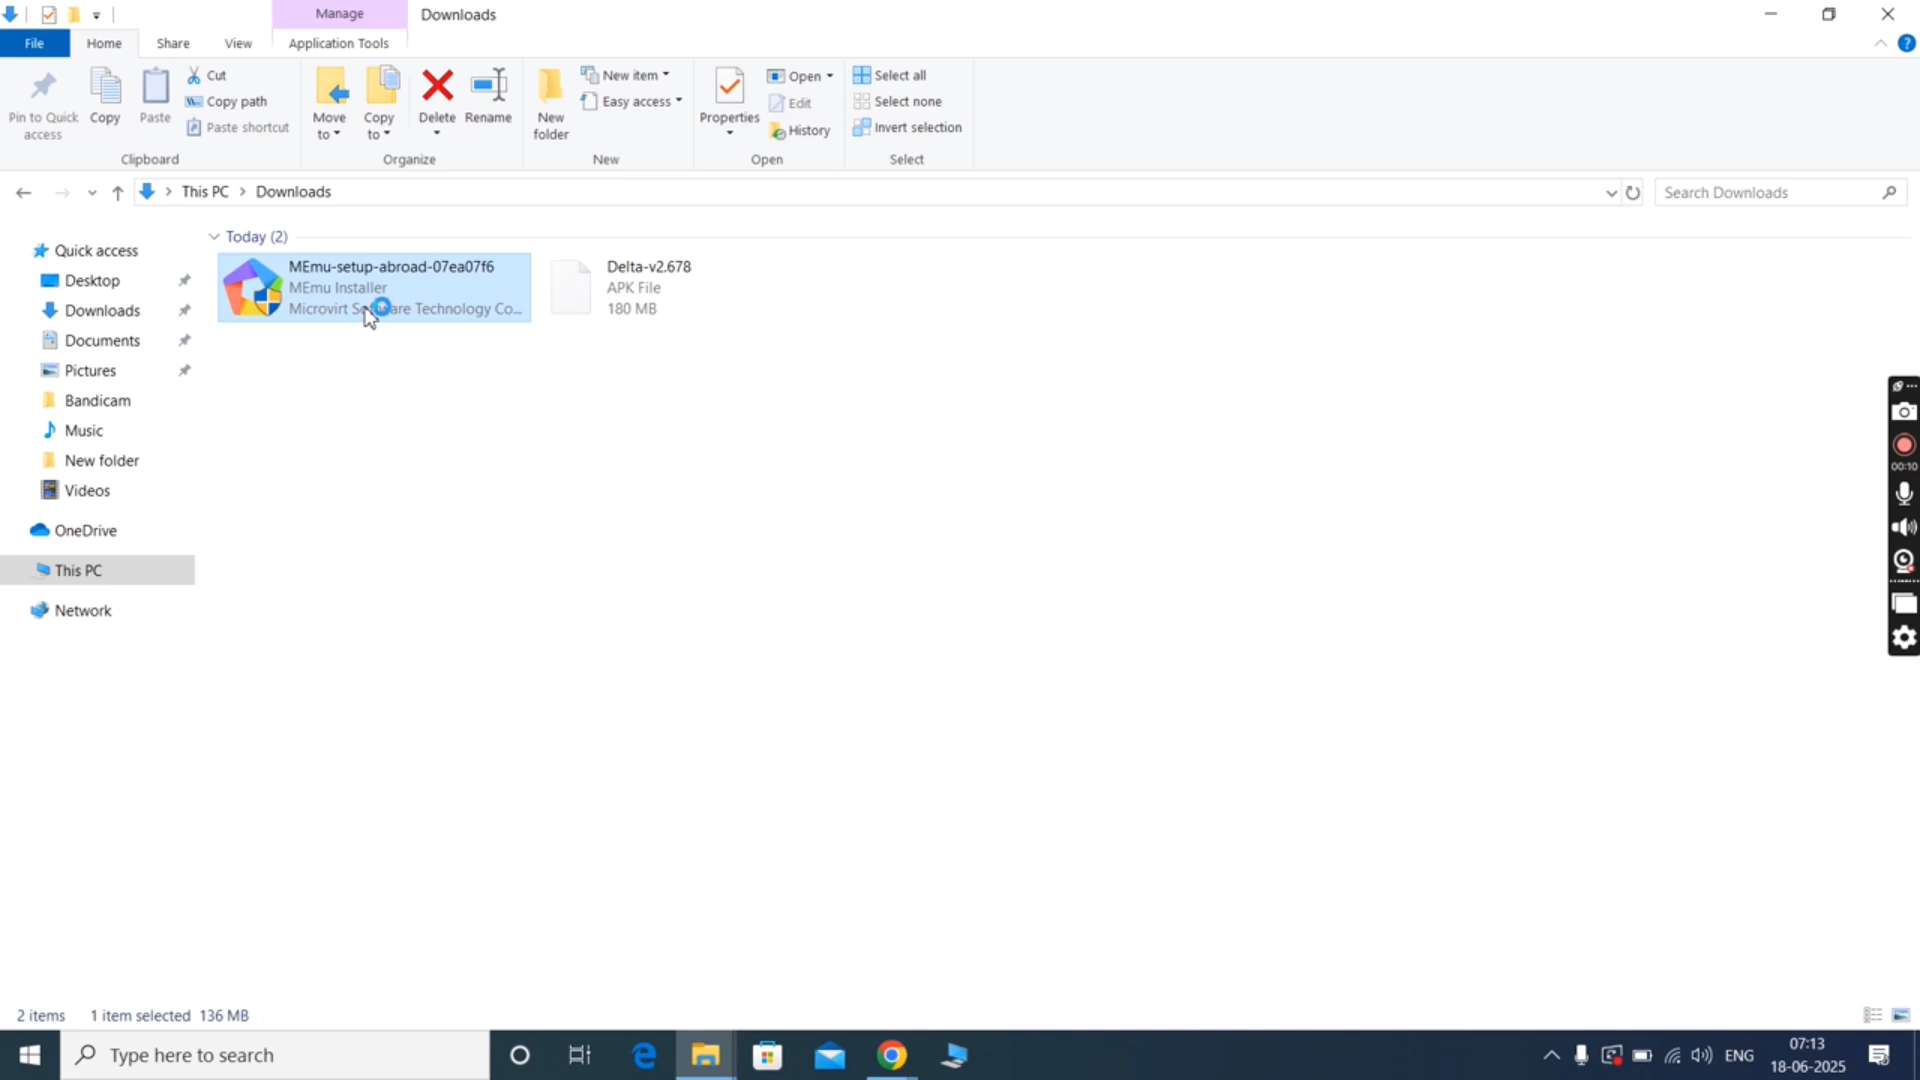 Manage
Downloads
File
Home
Share
View
Application Tools
Pin to Quick access
Copy
Paste
Cut
Copy path
Paste shortcut
Clipboard
Move to
Copy to
Delete
Rename
Organize
New folder
New item
Easy access
New
Properties
Open
Edit
History
Open
Select all
Select none
Invert selection
Select
This PC
Downloads
Search Downloads
Quick access
Desktop
Downloads
Documents
Pictures
Bandicam
Music
New folder
Videos
OneDrive
This PC
Network
Today (2)
MEmu-setup-abroad-07ea07f6
MEmu Installer
Microvirt Software Technology Co...
Delta-v2.678
APK File
180 MB
00:10
2 items
1 item selected 136 MB
Type here to search
ENG
07:13
18-06-2025